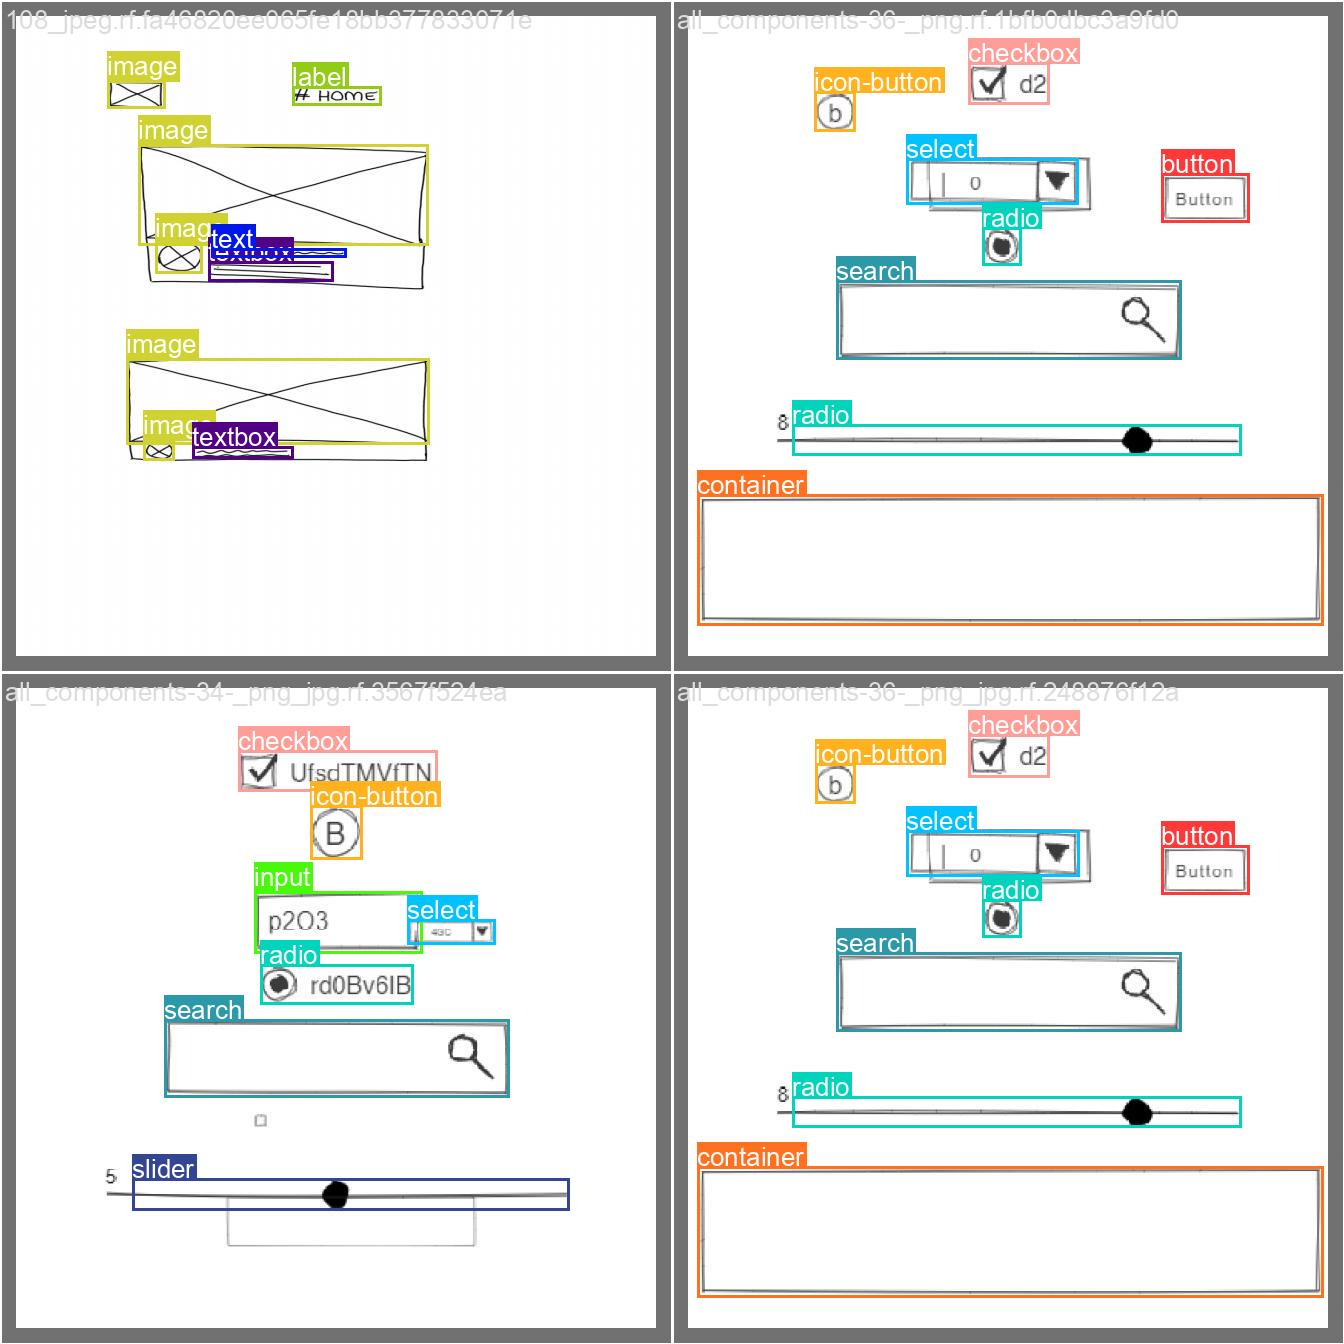 108_jpeg.rf.fa46820ee065fe18bb377833071e
image
label
# HOME
image
image
text
textbox
image
image
textbox
all_components-36-_png.rf.1bfb0dbc3a9fd0
checkbox
d2
icon-button
b
select
0
button
Button
radio
search
8
radio
container
all_components-34-_png_jpg.rf.3567f524ea
checkbox
UfsdTMVfTN
icon-button
B
input
p2O3
select
radio
rd0Bv6IB
search
5
slider
all_components-36-_png_jpg.rf.248876f12a
checkbox
d2
icon-button
b
select
0
button
Button
radio
search
8
radio
container